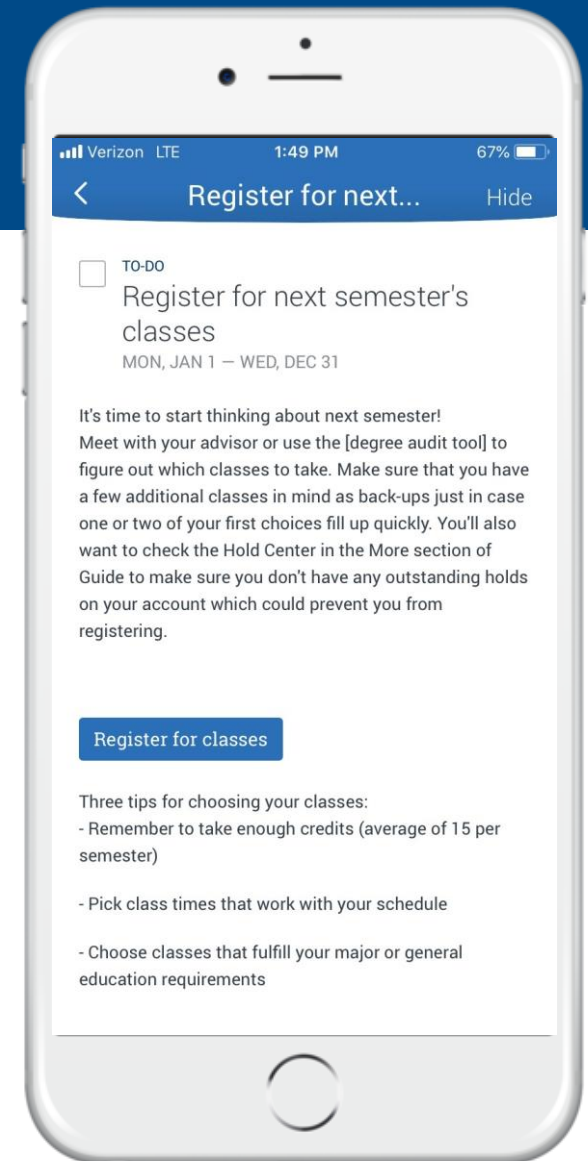 Verizon LTE 1:49 PM 67%
Register for next... Hide
TO-DO
Register for next semester's
classes
MON, JAN 1 — WED, DEC 31
It's time to start thinking about next semester!
Meet with your advisor or use the [degree audit tool] to
figure out which classes to take. Make sure that you have
a few additional classes in mind as back-ups just in case
one or two of your first choices fill up quickly. You'll also
want to check the Hold Center in the More section of
Guide to make sure you don't have any outstanding holds
on your account which could prevent you from
registering.
Register for classes
Three tips for choosing your classes:
- Remember to take enough credits (average of 15 per
semester)
- Pick class times that work with your schedule
- Choose classes that fulfill your major or general
education requirements